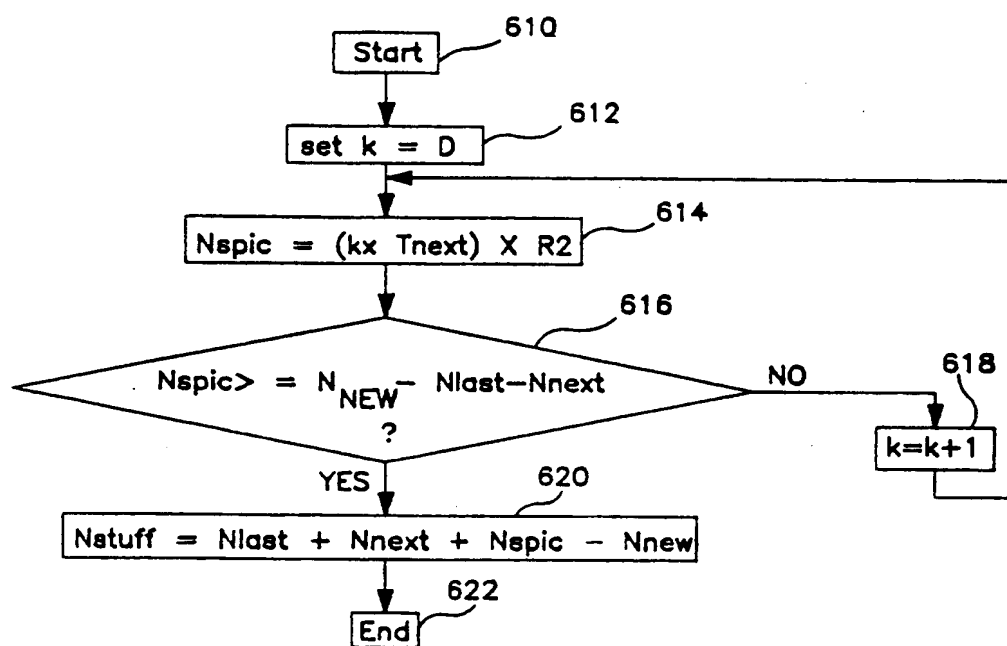 610
Start
612
set k = D
614
Nspic = (kx Tnext) X R2
616
Nspic> = N NEW - Nlast-Nnext
?
NO
618
k=k+1
YES
620
Nstuff = Nlast + Nnext + Nspic - Nnew
622
End